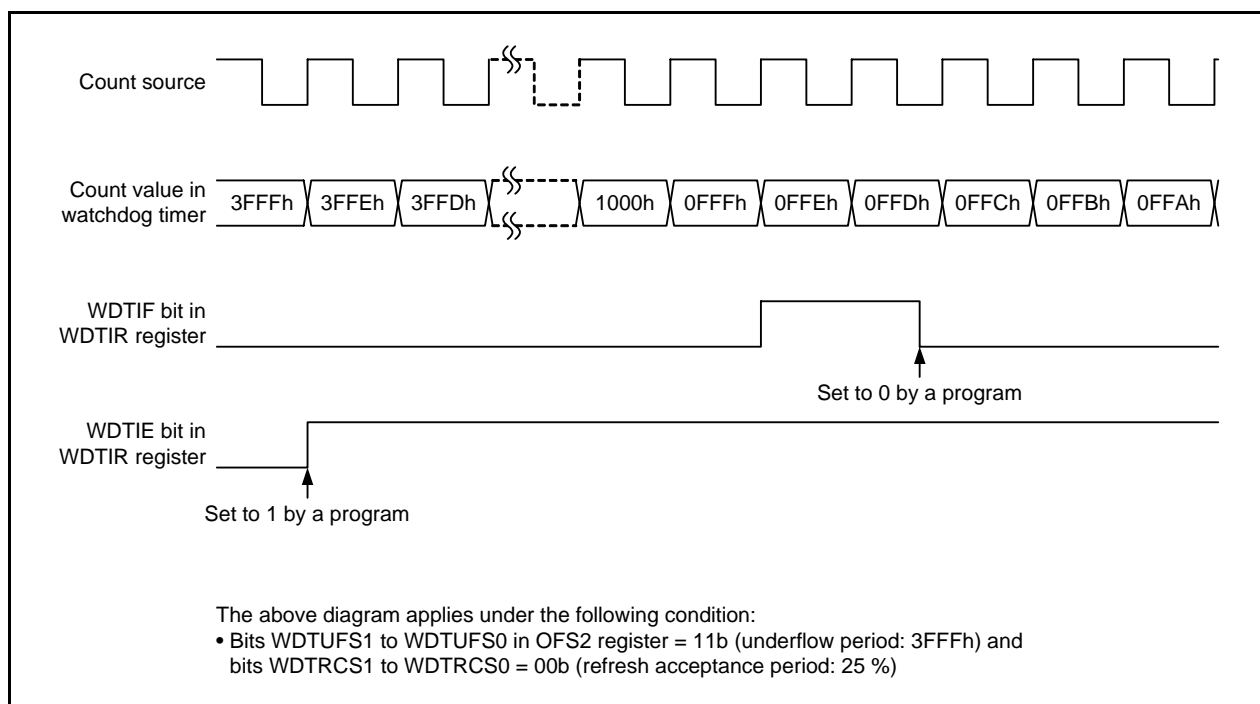 Count source
Count value in
watchdog timer
3FFFh 3FFEh 3FFDh 1000h 0FFFh 0FFEh 0FFDh 0FFCh 0FFBh 0FFAh
WDTIF bit in
WDTIR register
Set to 0 by a program
WDTIE bit in
WDTIR register
Set to 1 by a program
The above diagram applies under the following condition:
• Bits WDTUFS1 to WDTUFS0 in OFS2 register = 11b (underflow period: 3FFFh) and
bits WDTRCS1 to WDTRCS0 = 00b (refresh acceptance period: 25 %)